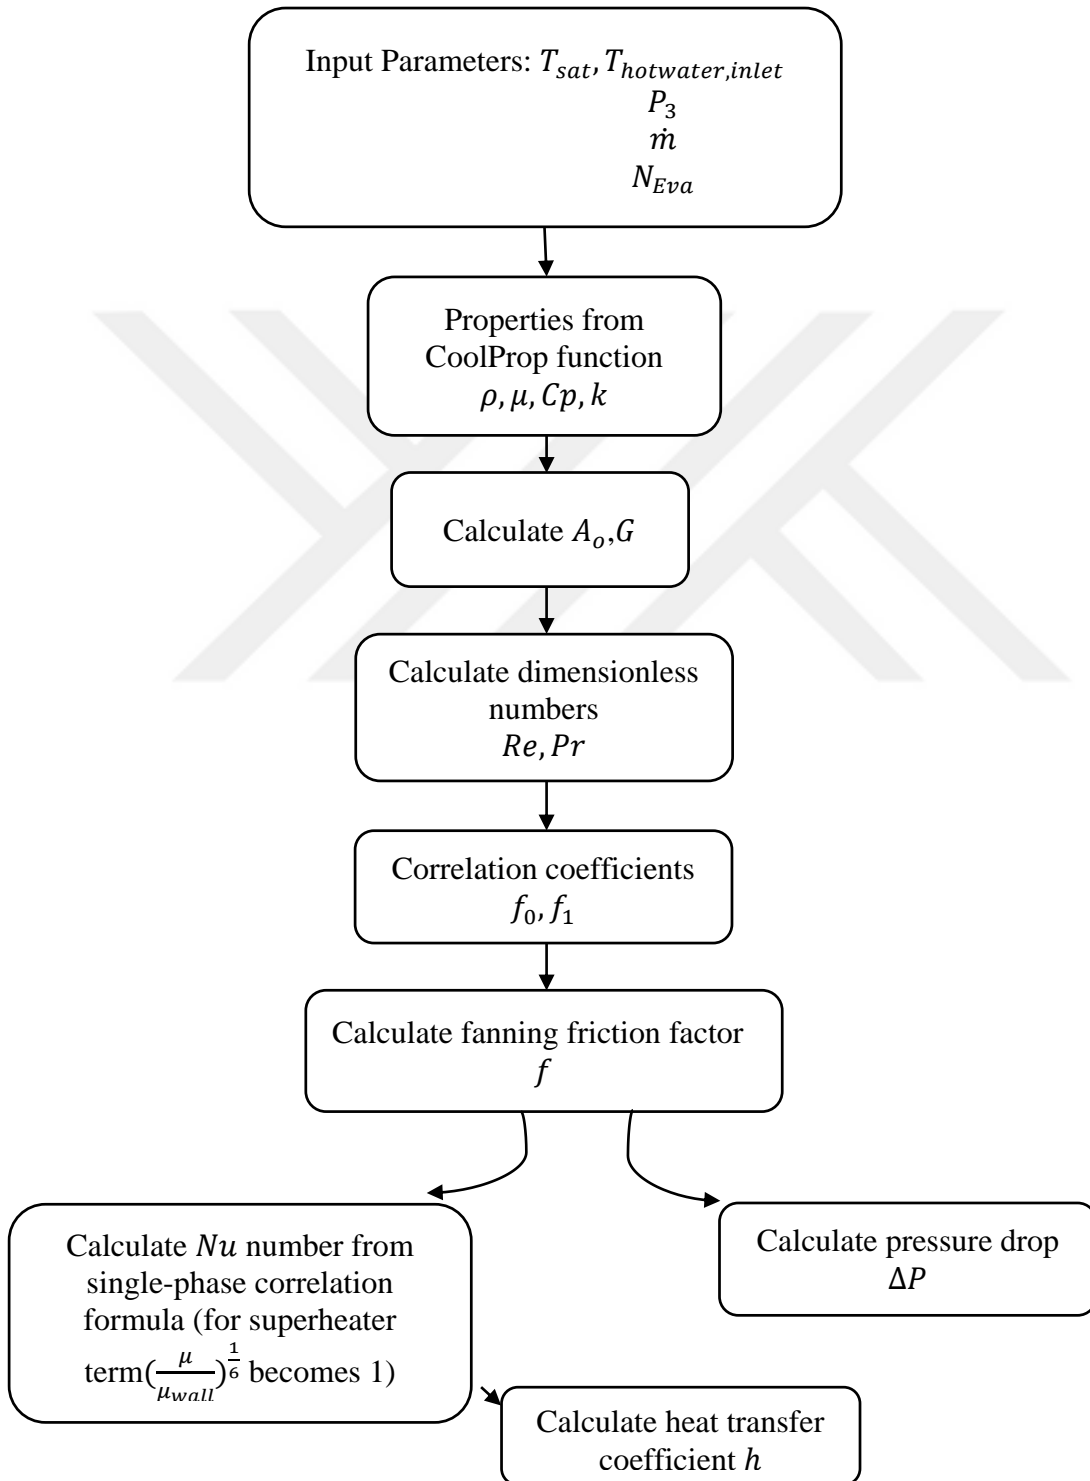 Input Parameters: T_sat, T_hotwater,inlet
P_3
ṁ
N_Eva
Properties from
CoolProp function
ρ, μ, Cp, k
Calculate A_o,G
Calculate dimensionless
numbers
Re, Pr
Correlation coefficients
f_0, f_1
Calculate fanning friction factor
f
Calculate Nu number from
single-phase correlation
formula (for superheater
term(μ/μ_wall)^(1/6) becomes 1)
Calculate pressure drop
ΔP
Calculate heat transfer
coefficient h